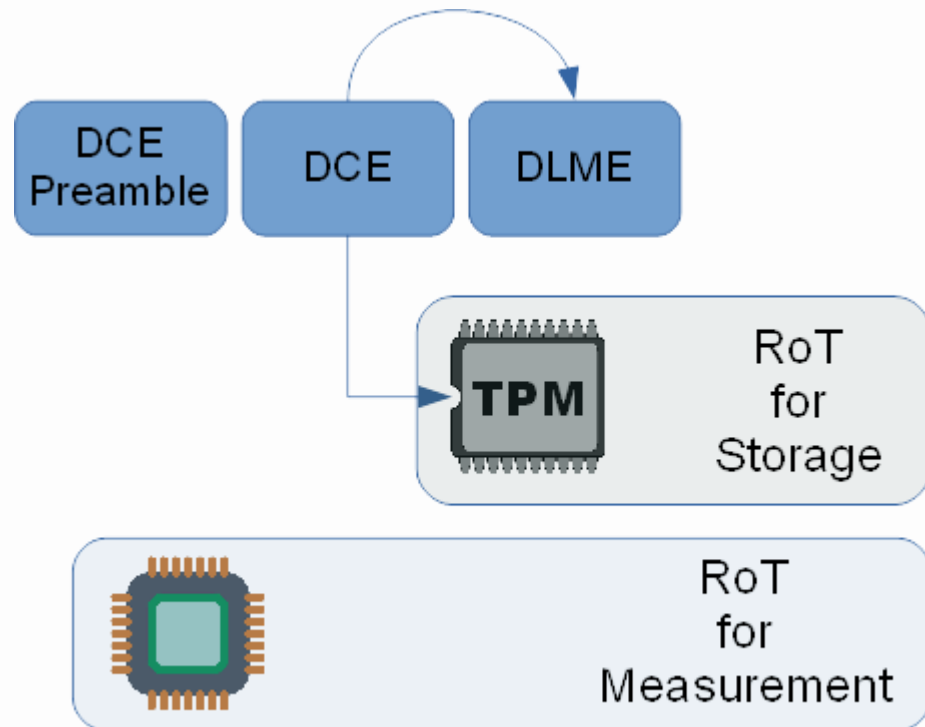 DCE
Preamble
DCE
DLME
TPM
RoT
for
Storage
RoT
for
Measurement